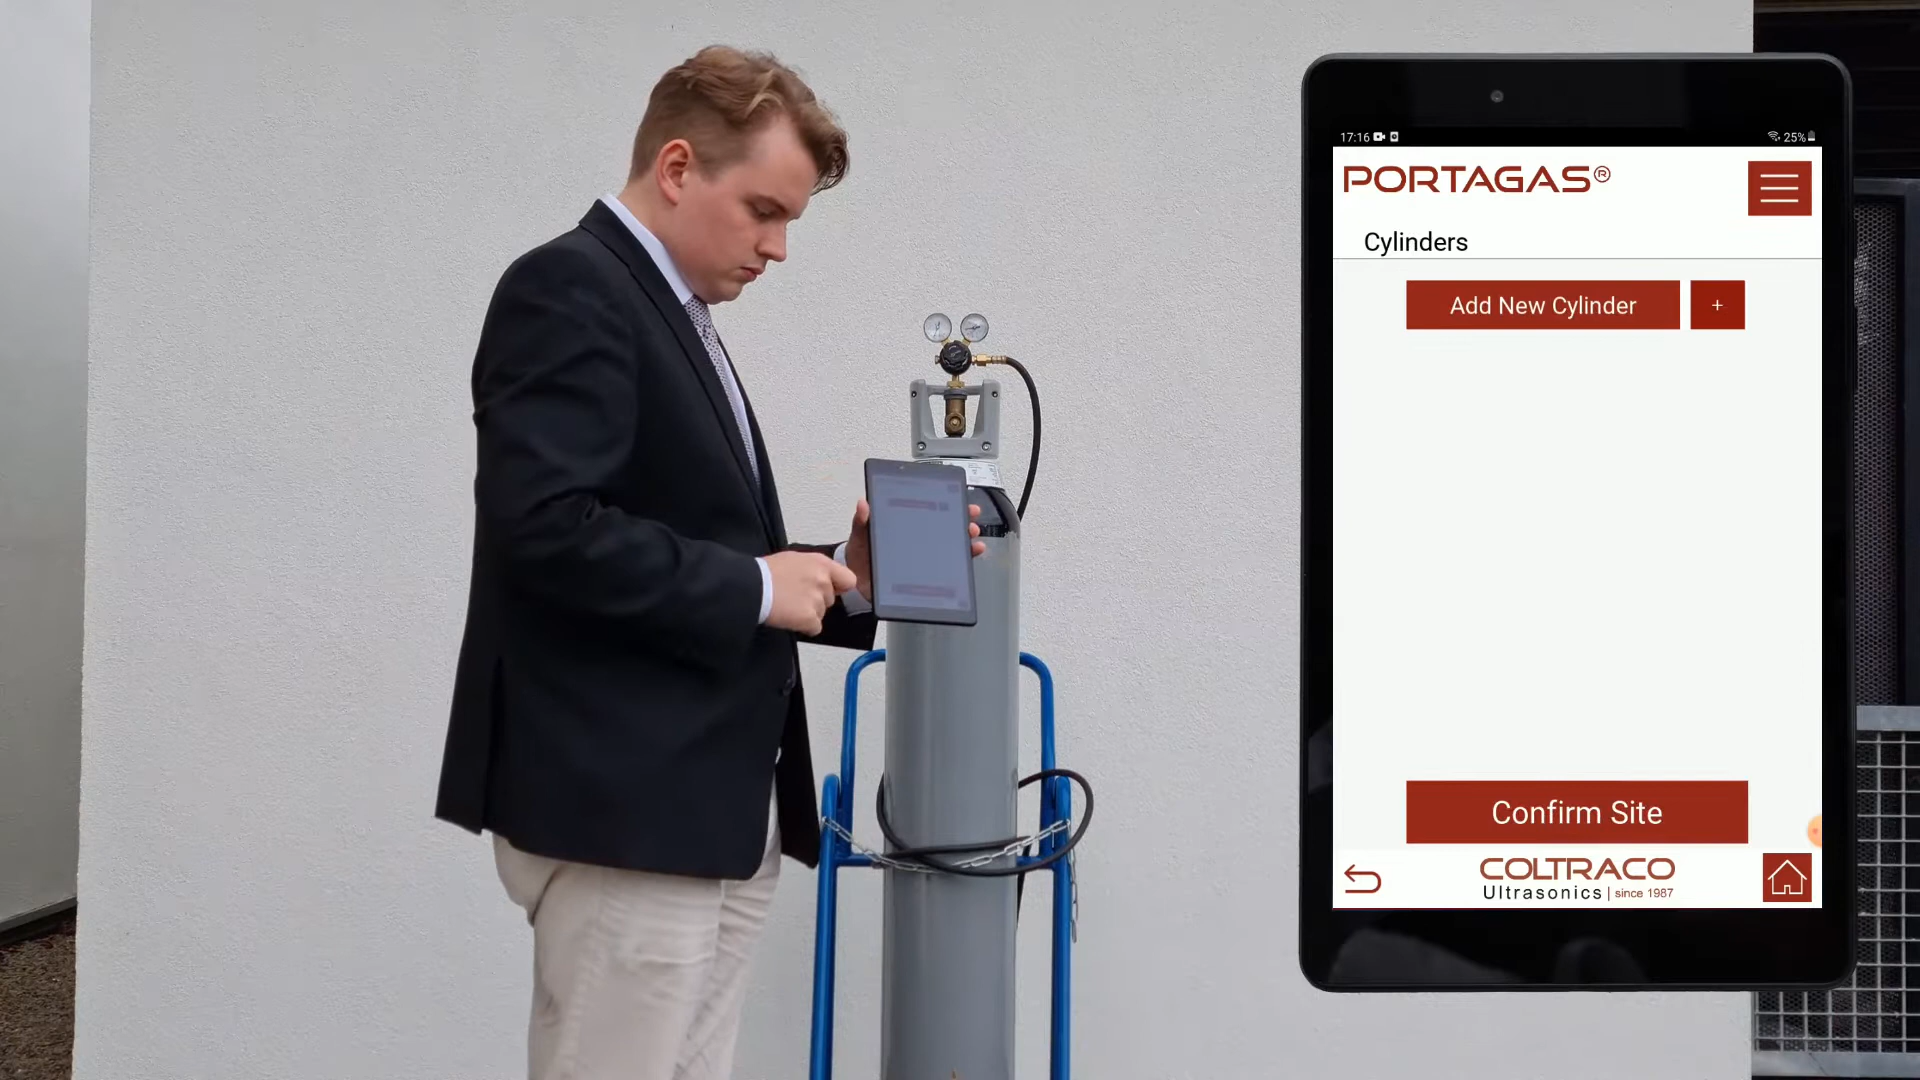 17:16
25%
PORTAGAS®
Cylinders
Add New Cylinder
+
Confirm Site
COLTRACO
Ultrasonics | since 1987